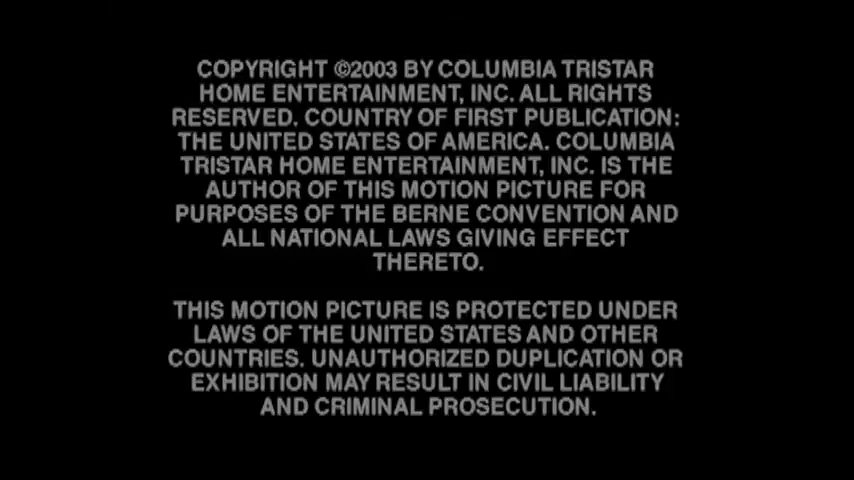 COPYRIGHT ©2003 BY COLUMBIA TRISTAR
HOME ENTERTAINMENT, INC. ALL RIGHTS
RESERVED. COUNTRY OF FIRST PUBLICATION:
THE UNITED STATES OF AMERICA. COLUMBIA
TRISTAR HOME ENTERTAINMENT, INC. IS THE
AUTHOR OF THIS MOTION PICTURE FOR
PURPOSES OF THE BERNE CONVENTION AND
ALL NATIONAL LAWS GIVING EFFECT
THERETO.
THIS MOTION PICTURE IS PROTECTED UNDER
LAWS OF THE UNITED STATES AND OTHER
COUNTRIES. UNAUTHORIZED DUPLICATION OR
EXHIBITION MAY RESULT IN CIVIL LIABILITY
AND CRIMINAL PROSECUTION.